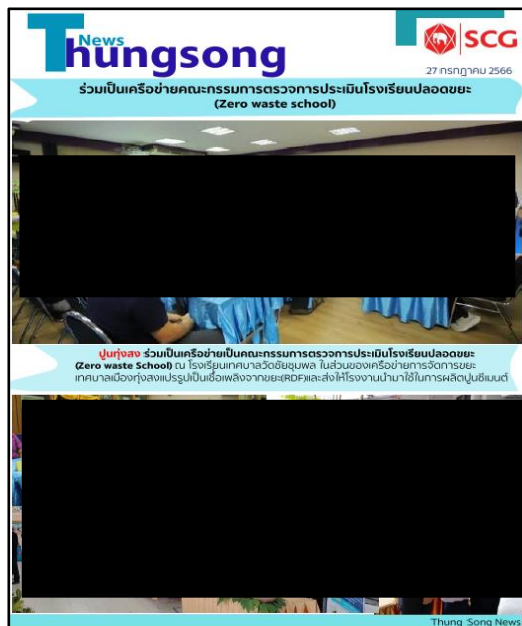 News
Thungsong
SCG
27 กรกฎาคม 2566
ร่วมเป็นเครือข่ายคณะกรรมการตรวจการประเมินโรงเรียนปลอดขยะ
(Zero waste school)
ปูนทุ่งสง ร่วมเป็นเครือข่ายเป็นคณะกรรมการตรวจการประเมินโรงเรียนปลอดขยะ
(Zero waste School) ณ โรงเรียนเทศบาลวัดชัยชุมพล ในส่วนของเครือข่ายการจัดการขยะ
เทศบาลเมืองทุ่งสงแปรรูปเป็นเชื้อเพลิงจากขยะ(RDF)และส่งให้โรงงานนำมาใช้ในการผลิตปูนซีเมนต์
Thung Song News